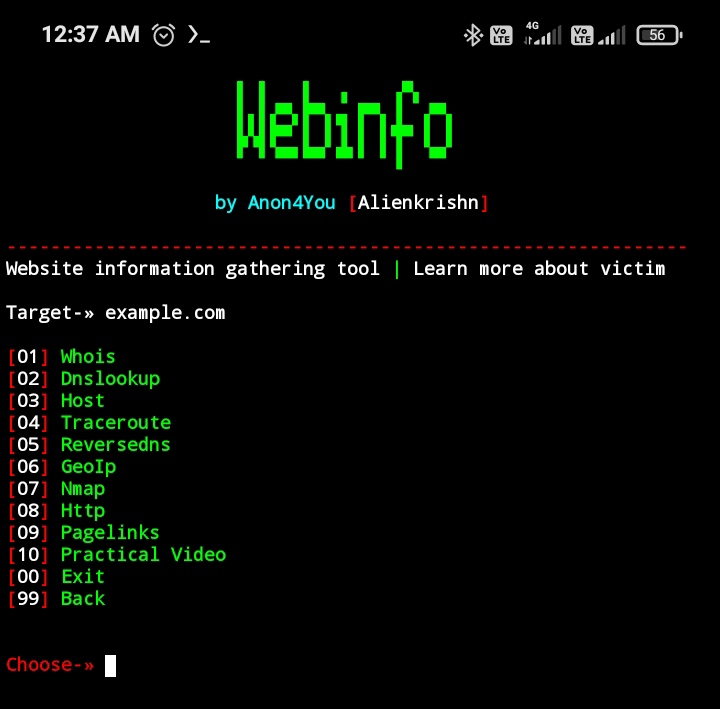 12:37 AM
Vo LTE 4G Vo LTE 56
Webinfo
by Anon4You [Alienkrishn]
--------------------------------------------------------------
Website information gathering tool | Learn more about victim
Target-» example.com
[01] Whois
[02] Dnslookup
[03] Host
[04] Traceroute
[05] Reversedns
[06] GeoIp
[07] Nmap
[08] Http
[09] Pagelinks
[10] Practical Video
[00] Exit
[99] Back
Choose-»